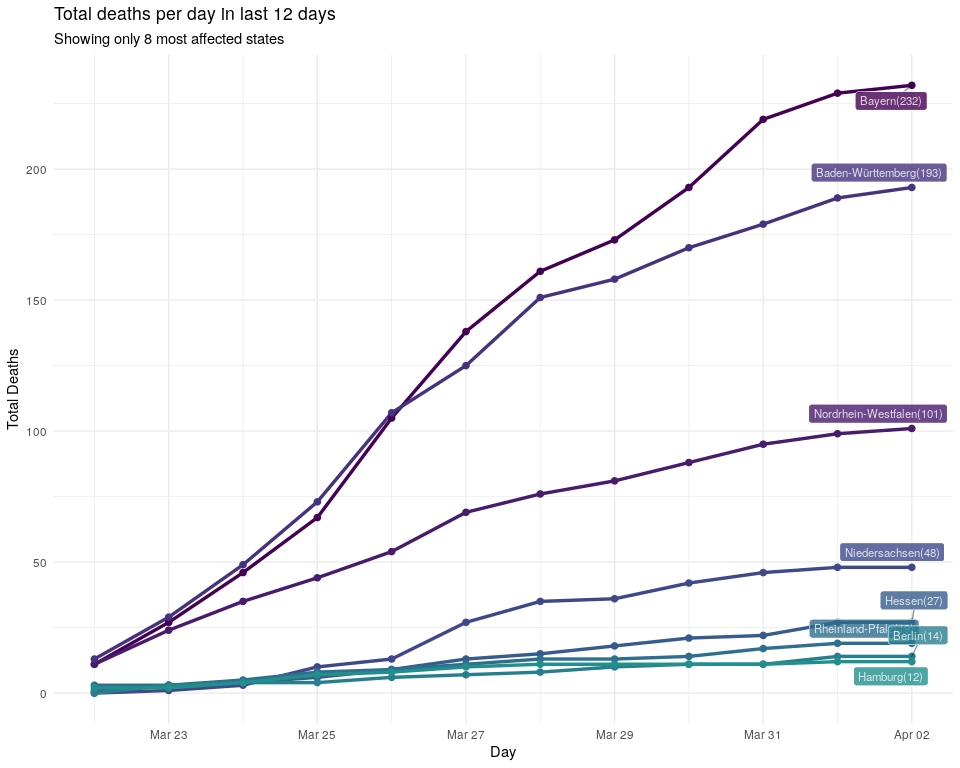 Total deaths per day in last 12 days
Showing only 8 most affected states
Total Deaths
200
150
100
50
0
Bayern(232)
Baden-Württemberg(193)
Nordrhein-Westfalen(101)
Niedersachsen(48)
Hessen(27)
Rheinland-Pfalz
Berlin(14)
Hamburg(12)
Mar 23
Mar 25
Mar 27
Mar 29
Mar 31
Apr 02
Day